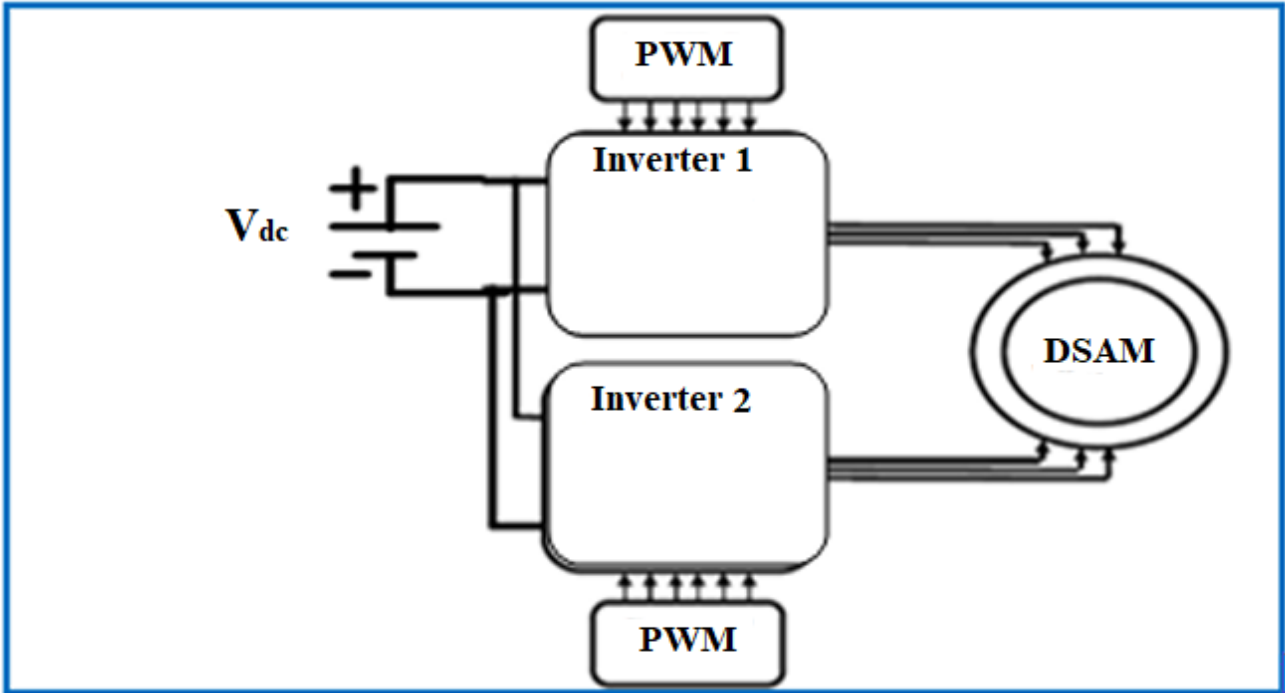 PWM
Inverter 1
+
Vdc
−
DSAM
Inverter 2
PWM